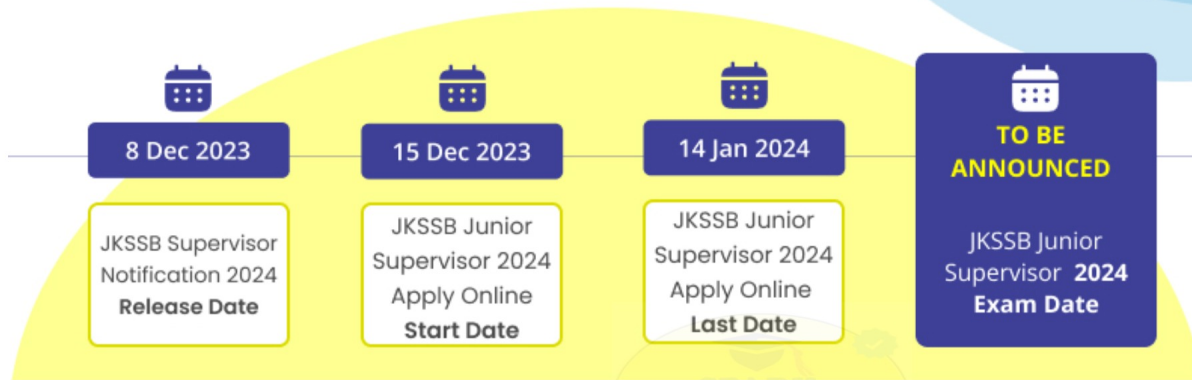 8 Dec 2023
JKSSB Supervisor
Notification 2024
Release Date
15 Dec 2023
JKSSB Junior
Supervisor 2024
Apply Online
Start Date
14 Jan 2024
JKSSB Junior
Supervisor 2024
Apply Online
Last Date
TO BE
ANNOUNCED
JKSSB Junior
Supervisor 2024
Exam Date